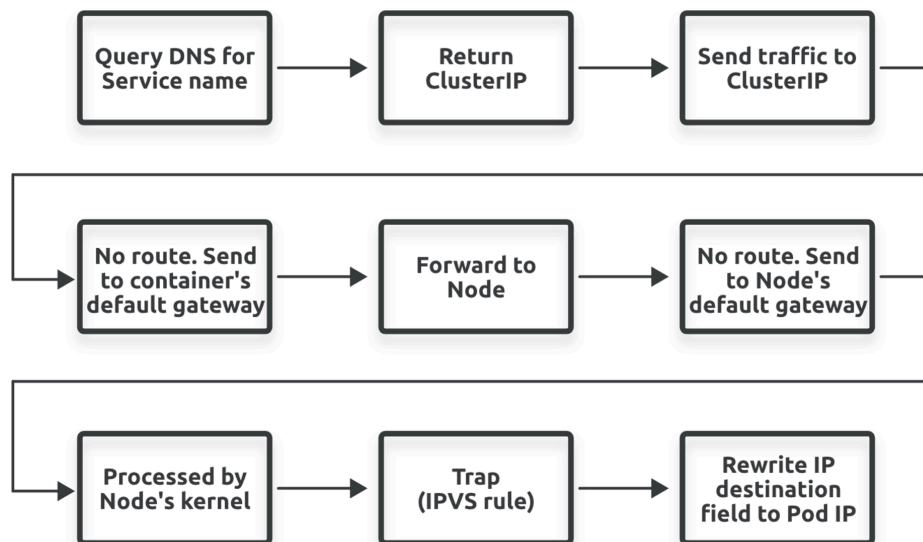 Query DNS for
Service name
Return
ClusterIP
Send traffic to
ClusterIP
No route. Send
to container's
default gateway
Forward to
Node
No route. Send
to Node's
default gateway
Processed by
Node's kernel
Trap
(IPVS rule)
Rewrite IP
destination
field to Pod IP